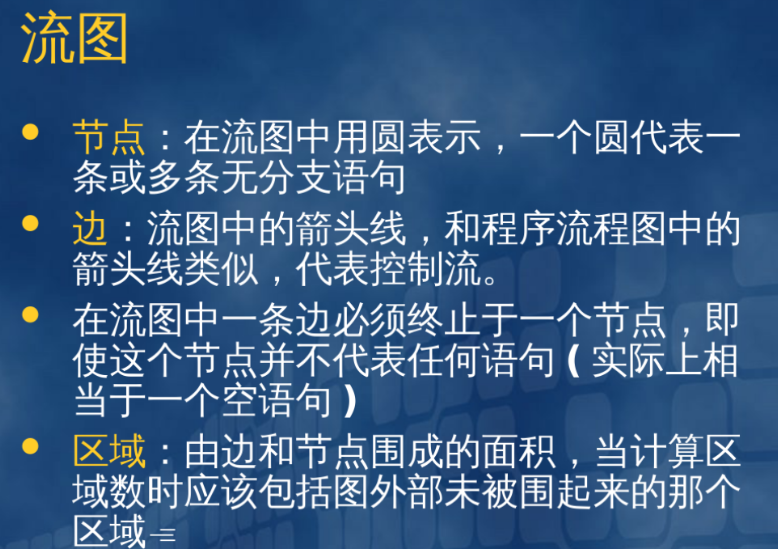 流图
节点：在流图中用圆表示，一个圆代表一
条或多条无分支语句
边：流图中的箭头线，和程序流程图中的
箭头线类似，代表控制流。
在流图中一条边必须终止于一个节点，即
使这个节点并不代表任何语句 ( 实际上相
当于一个空语句 )
区域：由边和节点围成的面积，当计算区
域数时应该包括图外部未被围起来的那个
区域